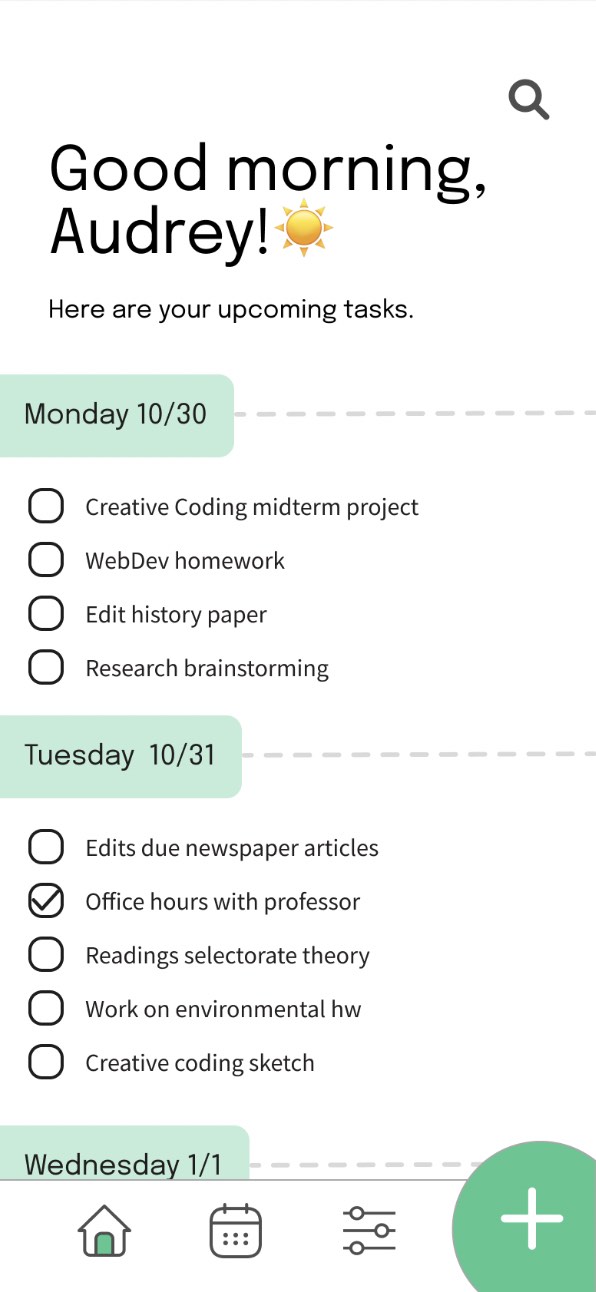 Good morning,
Audrey!☀️
Here are your upcoming tasks.
Monday 10/30
Creative Coding midterm project
WebDev homework
Edit history paper
Research brainstorming
Tuesday 10/31
Edits due newspaper articles
Office hours with professor
Readings selectorate theory
Work on environmental hw
Creative coding sketch
Wednesday 1/1